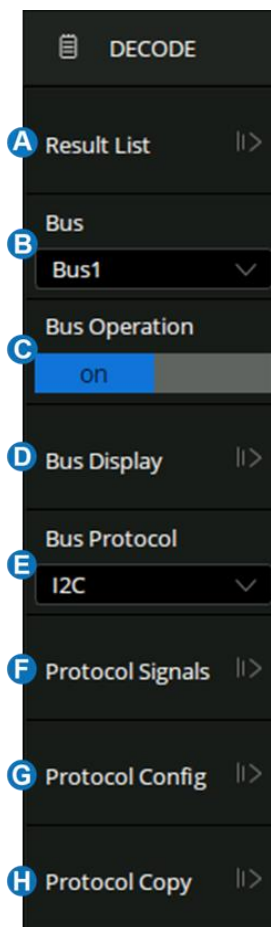 DECODE
A Result List
Bus
B
Bus1
Bus Operation
C
on
D Bus Display
Bus Protocol
E
I2C
F Protocol Signals
G Protocol Config
H Protocol Copy